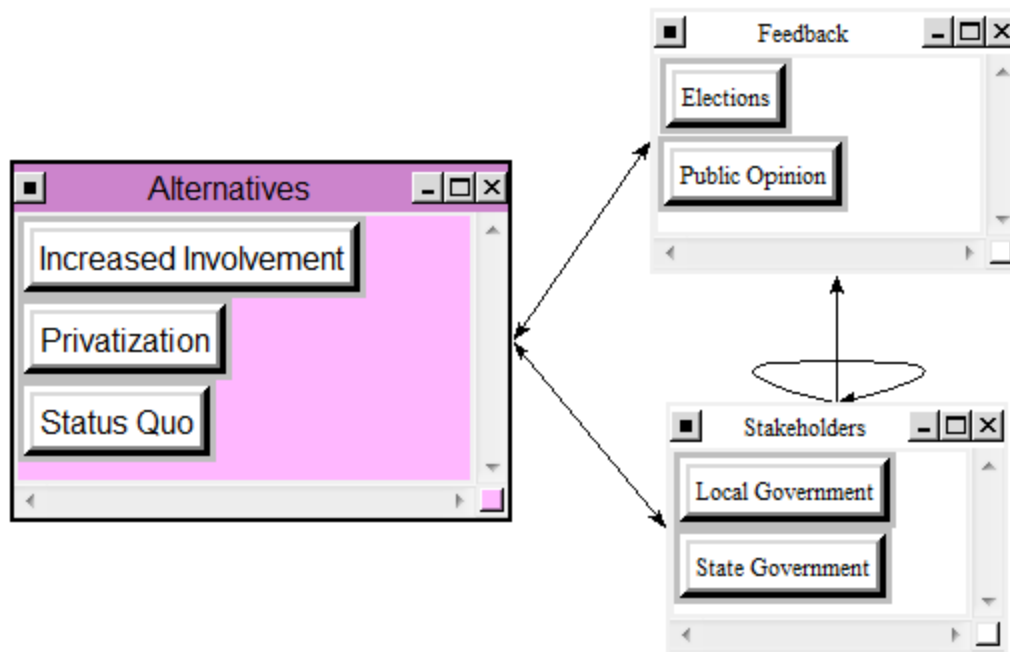 Alternatives
Increased Involvement
Privatization
Status Quo
Feedback
Elections
Public Opinion
Stakeholders
Local Government
State Government